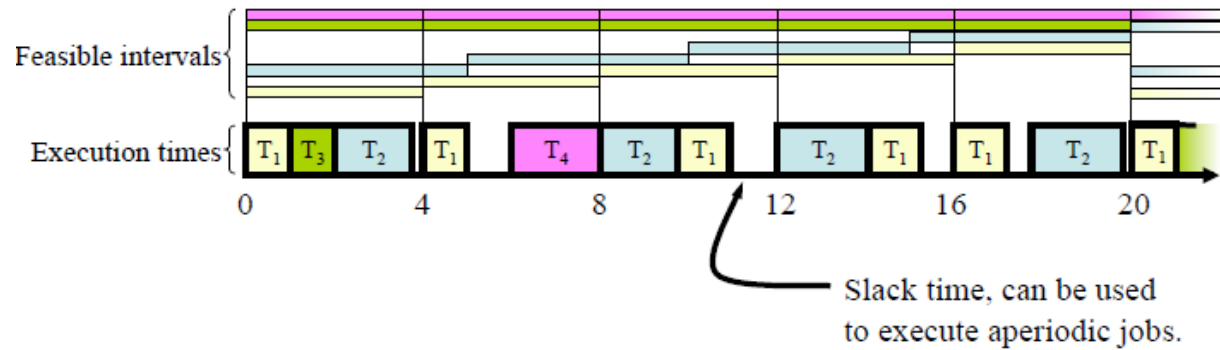 Feasible intervals
Execution times
T1 T3 T2 T1 T4 T2 T1 T2 T1 T1 T2 T1
0 4 8 12 16 20
Slack time, can be used
to execute aperiodic jobs.